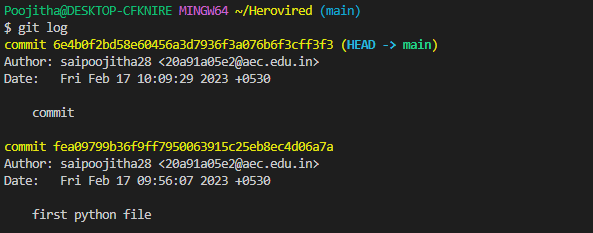 Poojitha@DESKTOP-CFKNIRE MINGW64 ~/Herovired (main)
$ git log
commit 6e4b0f2bd58e60456a3d7936f3a076b6f3cff3f3 (HEAD -> main)
Author: saipoojitha28 <20a91a05e2@aec.edu.in>
Date:   Fri Feb 17 10:09:29 2023 +0530
    commit
commit fea09799b36f9ff7950063915c25eb8ec4d06a7a
Author: saipoojitha28 <20a91a05e2@aec.edu.in>
Date:   Fri Feb 17 09:56:07 2023 +0530
    first python file